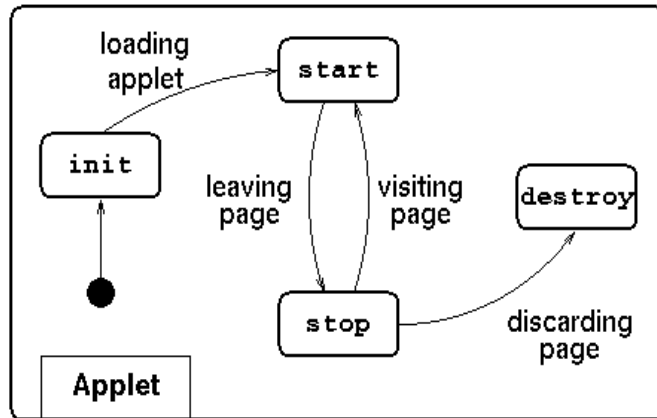 loading
applet
start
init
leaving
page
visiting
page
destroy
stop
discarding
page
Applet